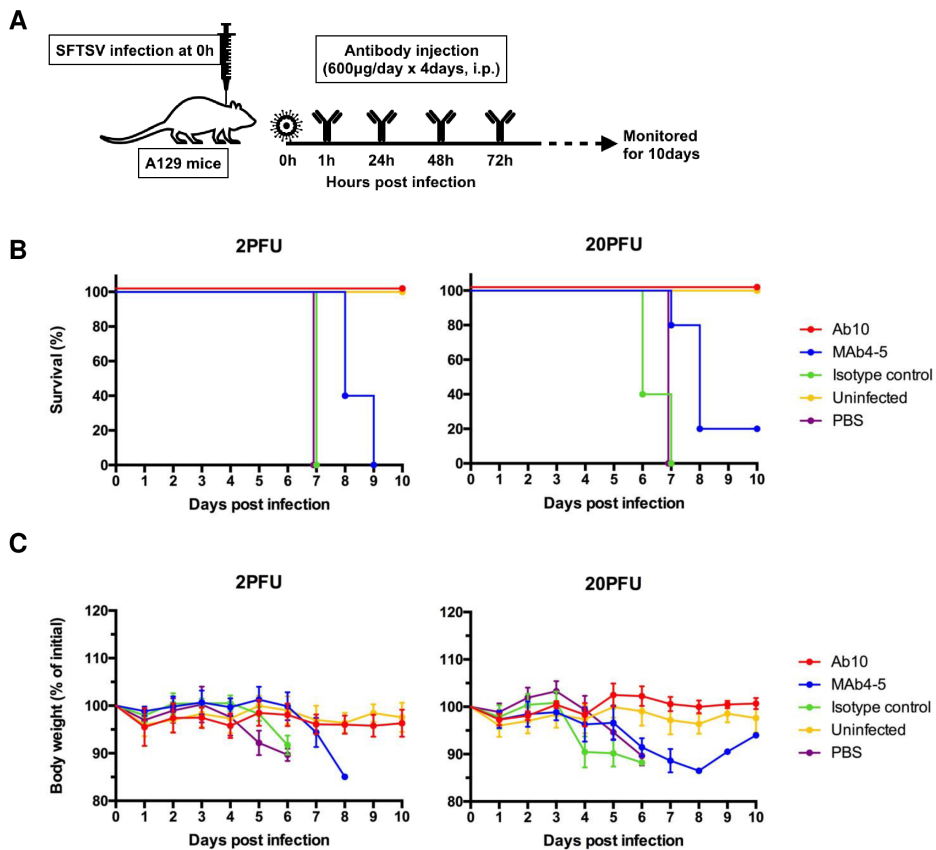 A
SFTSV infection at 0h
Antibody injection
(600µg/day x 4days, i.p.)
A129 mice
0h 1h 24h 48h 72h
Hours post infection
Monitored
for 10days
B
2PFU
Survival (%)
100
80
60
40
20
0
0 1 2 3 4 5 6 7 8 9 10
Days post infection
20PFU
100
80
60
40
20
0
0 1 2 3 4 5 6 7 8 9 10
Days post infection
Ab10
MAb4-5
Isotype control
Uninfected
PBS
C
2PFU
Body weight (% of initial)
120
110
100
90
80
0 1 2 3 4 5 6 7 8 9 10
Days post infection
20PFU
120
110
100
90
80
0 1 2 3 4 5 6 7 8 9 10
Days post infection
Ab10
MAb4-5
Isotype control
Uninfected
PBS